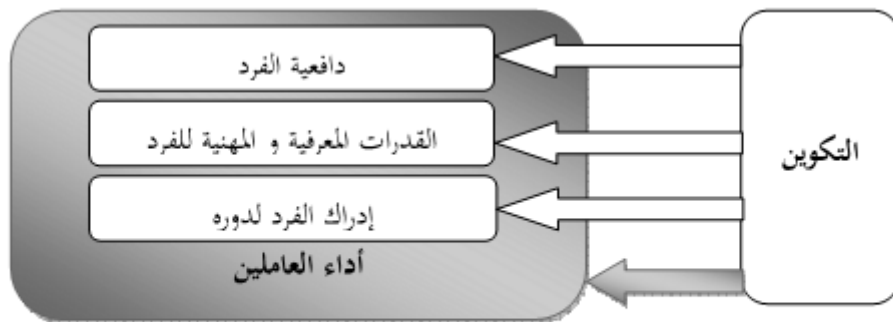 دافعية الفرد
القدرات المعرفية و المهنية للفرد
التكوين
إدراك الفرد لدوره
أداء العاملين